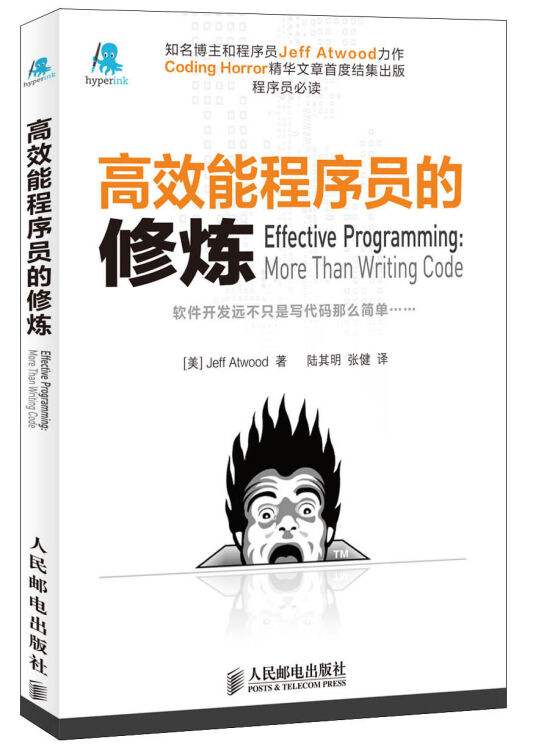 hyperink
高效能程序员的修炼
Effective Programming:
More Than Writing Code
人民邮电出版社
hyperink
知名博主和程序员Jeff Atwood力作
Coding Horror精华文章首度结集出版
程序员必读
高效能程序员的
修炼
Effective Programming:
More Than Writing Code
软件开发远不只是写代码那么简单……
[美] Jeff Atwood 著 陆其明 张健 译
TM
人民邮电出版社
POSTS & TELECOM PRESS